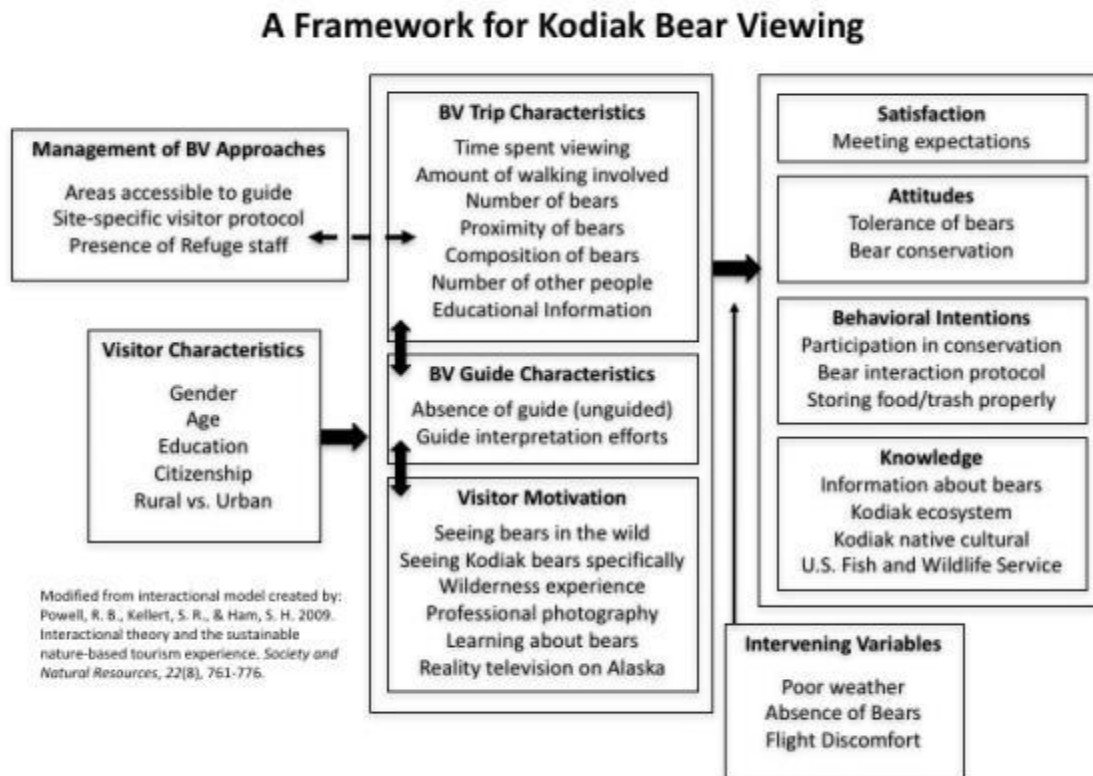 A Framework for Kodiak Bear Viewing
Management of BV Approaches
Areas accessible to guide
Site-specific visitor protocol
Presence of Refuge staff
Visitor Characteristics
Gender
Age
Education
Citizenship
Rural vs. Urban
Modified from interactional model created by:
Powell, R. B., Kellert, S. R., & Ham, S. H. 2009.
Interactional theory and the sustainable
nature-based tourism experience. Society and
Natural Resources, 22(8), 761-776.
BV Trip Characteristics
Time spent viewing
Amount of walking involved
Number of bears
Proximity of bears
Composition of bears
Number of other people
Educational Information
BV Guide Characteristics
Absence of guide (unguided)
Guide interpretation efforts
Visitor Motivation
Seeing bears in the wild
Seeing Kodiak bears specifically
Wilderness experience
Professional photography
Learning about bears
Reality television on Alaska
Satisfaction
Meeting expectations
Attitudes
Tolerance of bears
Bear conservation
Behavioral Intentions
Participation in conservation
Bear interaction protocol
Storing food/trash properly
Knowledge
Information about bears
Kodiak ecosystem
Kodiak native cultural
U.S. Fish and Wildlife Service
Intervening Variables
Poor weather
Absence of Bears
Flight Discomfort